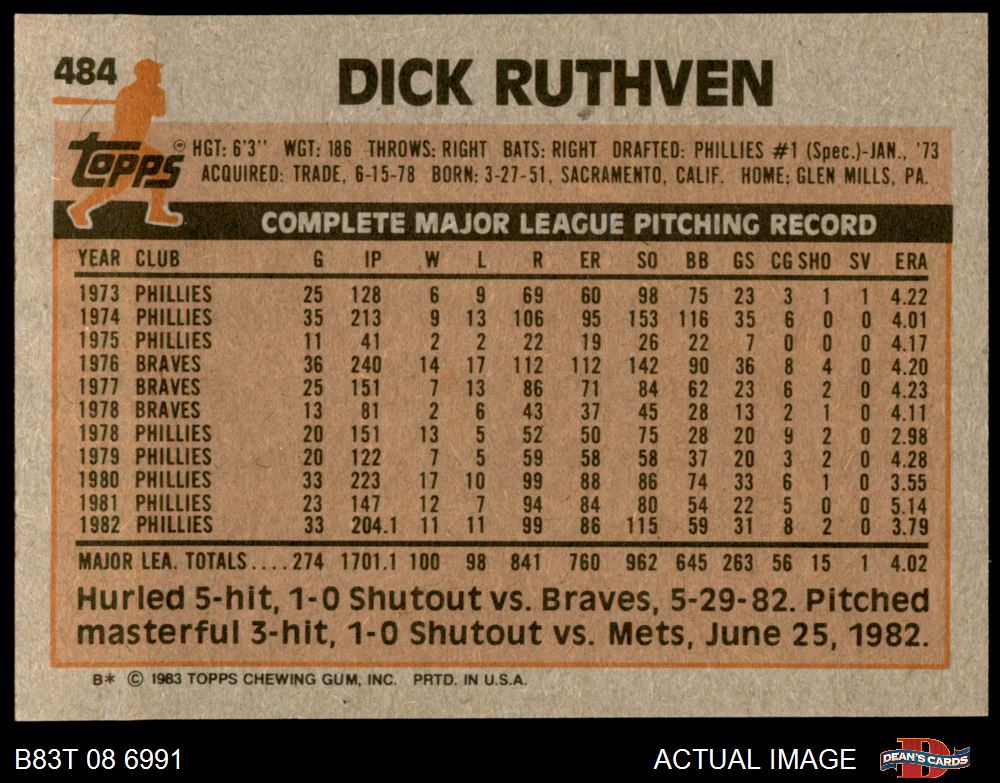 484
DICK RUTHVEN
Topps ®
HGT: 6'3" WGT: 186 THROWS: RIGHT BATS: RIGHT DRAFTED: PHILLIES #1 (Spec.)-JAN., '73
ACQUIRED: TRADE, 6-15-78 BORN: 3-27-51, SACRAMENTO, CALIF. HOME: GLEN MILLS, PA.
COMPLETE MAJOR LEAGUE PITCHING RECORD
YEAR CLUB G IP W L R ER SO BB GS CG SHO SV ERA
1973 PHILLIES 25 128 6 9 69 60 98 75 23 3 1 1 4.22
1974 PHILLIES 35 213 9 13 106 95 153 116 35 6 0 0 4.01
1975 PHILLIES 11 41 2 2 22 19 26 22 7 0 0 0 4.17
1976 BRAVES 36 240 14 17 112 112 142 90 36 8 4 0 4.20
1977 BRAVES 25 151 7 13 86 71 84 62 23 6 2 0 4.23
1978 BRAVES 13 81 2 6 43 37 45 28 13 2 1 0 4.11
1978 PHILLIES 20 151 13 5 52 50 75 28 20 9 2 0 2.98
1979 PHILLIES 20 122 7 5 59 58 58 37 20 3 2 0 4.28
1980 PHILLIES 33 223 17 10 99 88 86 74 33 6 1 0 3.55
1981 PHILLIES 23 147 12 7 94 84 80 54 22 5 0 0 5.14
1982 PHILLIES 33 204.1 11 11 99 86 115 59 31 8 2 0 3.79
MAJOR LEA. TOTALS....274 1701.1 100 98 841 760 962 645 263 56 15 1 4.02
Hurled 5-hit, 1-0 Shutout vs. Braves, 5-29-82. Pitched
masterful 3-hit, 1-0 Shutout vs. Mets, June 25, 1982.
B* © 1983 TOPPS CHEWING GUM, INC. PRTD. IN U.S.A.
B83T 08 6991
ACTUAL IMAGE
DEAN'S CARDS